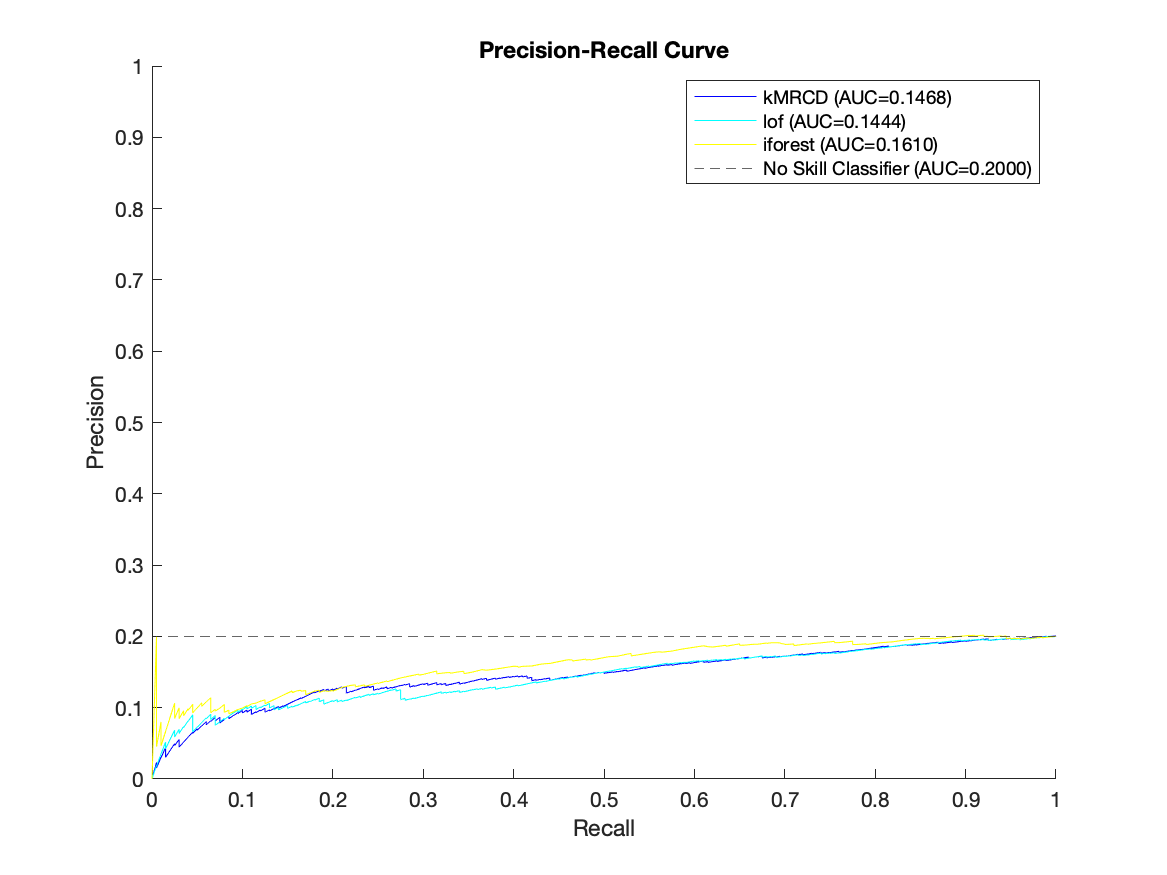 Precision-Recall Curve
kMRCD (AUC=0.1468)
lof (AUC=0.1444)
iforest (AUC=0.1610)
No Skill Classifier (AUC=0.2000)
Precision
1
0.9
0.8
0.7
0.6
0.5
0.4
0.3
0.2
0.1
0
0 0.1 0.2 0.3 0.4 0.5 0.6 0.7 0.8 0.9 1
Recall